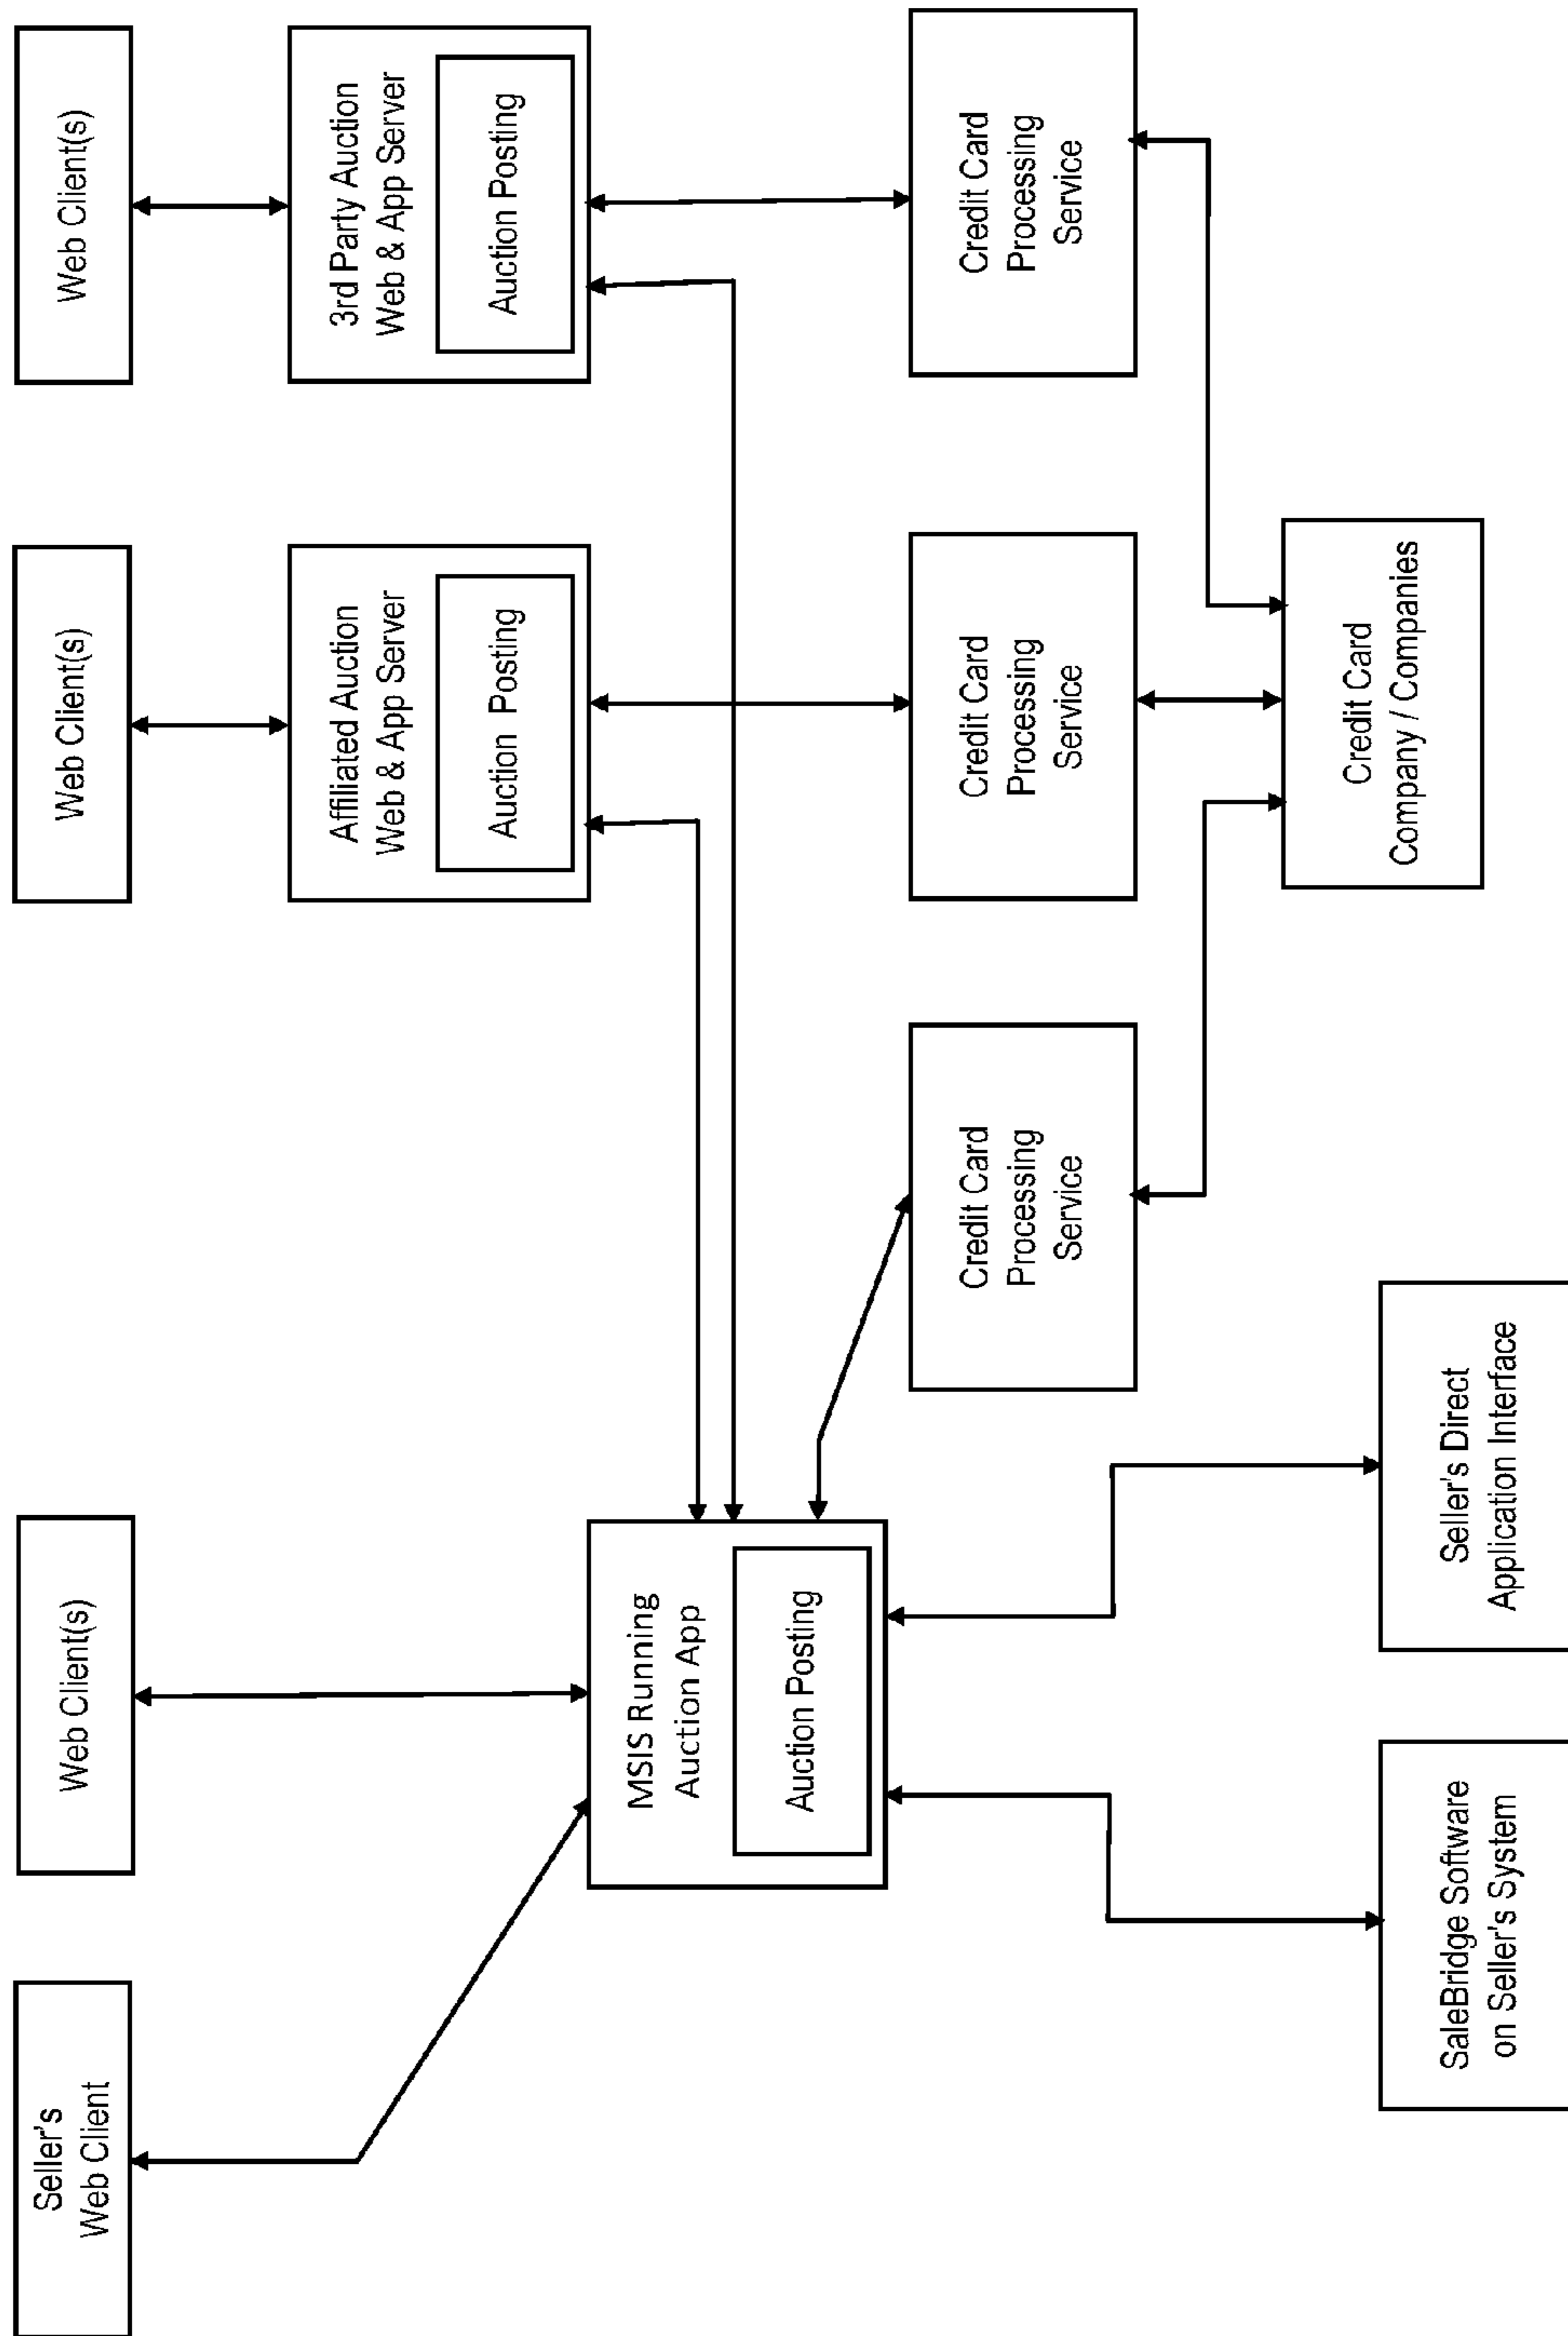 Seller's
Web Client
Web Client(s)
Web Client(s)
Web Client(s)
MSIS Running
Auction App
Auction Posting
Affiliated Auction
Web & App Server
Auction Posting
3rd Party Auction
Web & App Server
Auction Posting
Credit Card
Processing
Service
Credit Card
Processing
Service
Credit Card
Processing
Service
SaleBridge Software
on Seller's System
Seller's Direct
Application Interface
Credit Card
Company / Companies